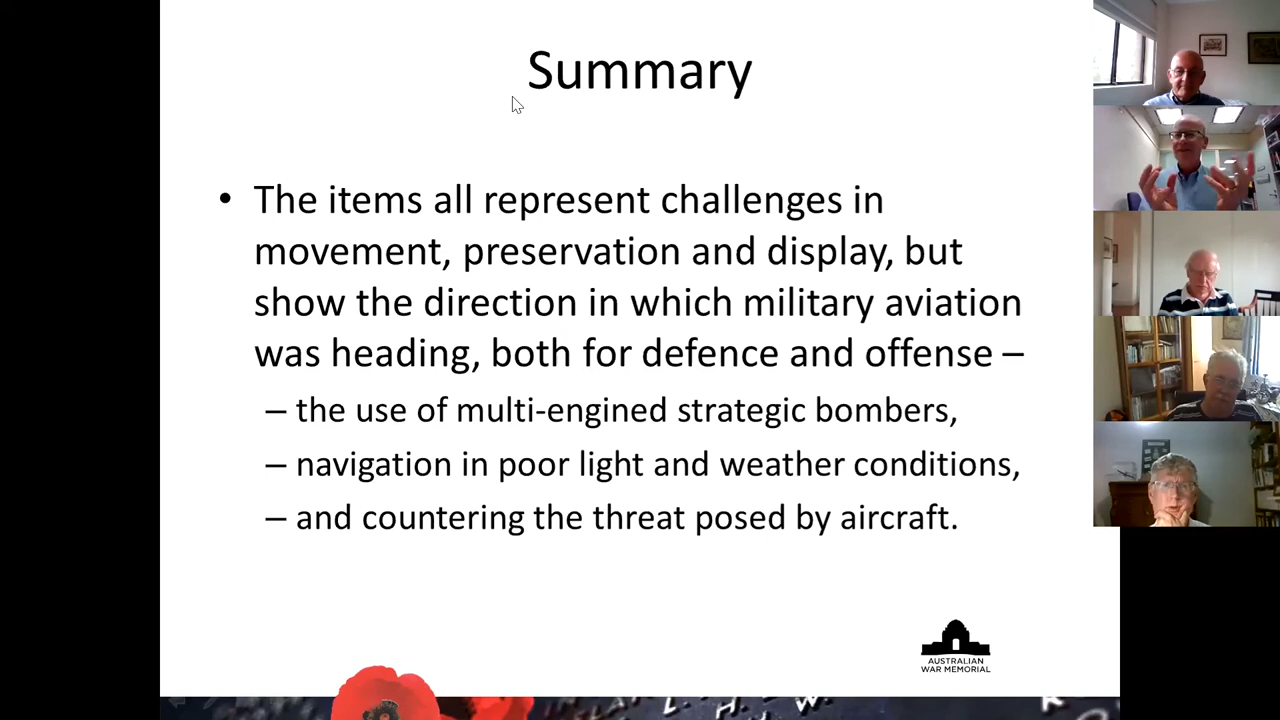 Summary
• The items all represent challenges in
movement, preservation and display, but
show the direction in which military aviation
was heading, both for defence and offense –
– the use of multi-engined strategic bombers,
– navigation in poor light and weather conditions,
– and countering the threat posed by aircraft.
AUSTRALIAN
WAR MEMORIAL